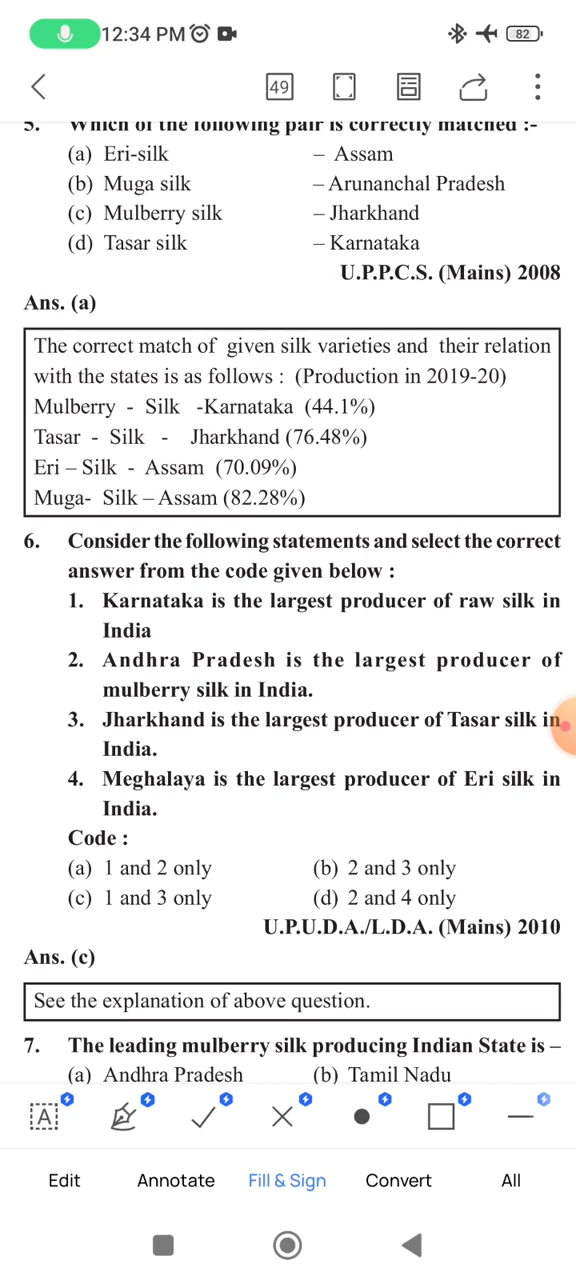 12:34 PM
82
49
5. Which of the following pair is correctly matched :-
(a) Eri-silk – Assam
(b) Muga silk – Arunanchal Pradesh
(c) Mulberry silk – Jharkhand
(d) Tasar silk – Karnataka
U.P.P.C.S. (Mains) 2008
Ans. (a)
The correct match of given silk varieties and their relation
with the states is as follows : (Production in 2019-20)
Mulberry - Silk -Karnataka (44.1%)
Tasar - Silk - Jharkhand (76.48%)
Eri – Silk - Assam (70.09%)
Muga- Silk – Assam (82.28%)
6. Consider the following statements and select the correct
answer from the code given below :
1. Karnataka is the largest producer of raw silk in
India
2. Andhra Pradesh is the largest producer of
mulberry silk in India.
3. Jharkhand is the largest producer of Tasar silk in
India.
4. Meghalaya is the largest producer of Eri silk in
India.
Code :
(a) 1 and 2 only (b) 2 and 3 only
(c) 1 and 3 only (d) 2 and 4 only
U.P.U.D.A./L.D.A. (Mains) 2010
Ans. (c)
See the explanation of above question.
7. The leading mulberry silk producing Indian State is –
(a) Andhra Pradesh (b) Tamil Nadu
A
Edit Annotate Fill & Sign Convert All